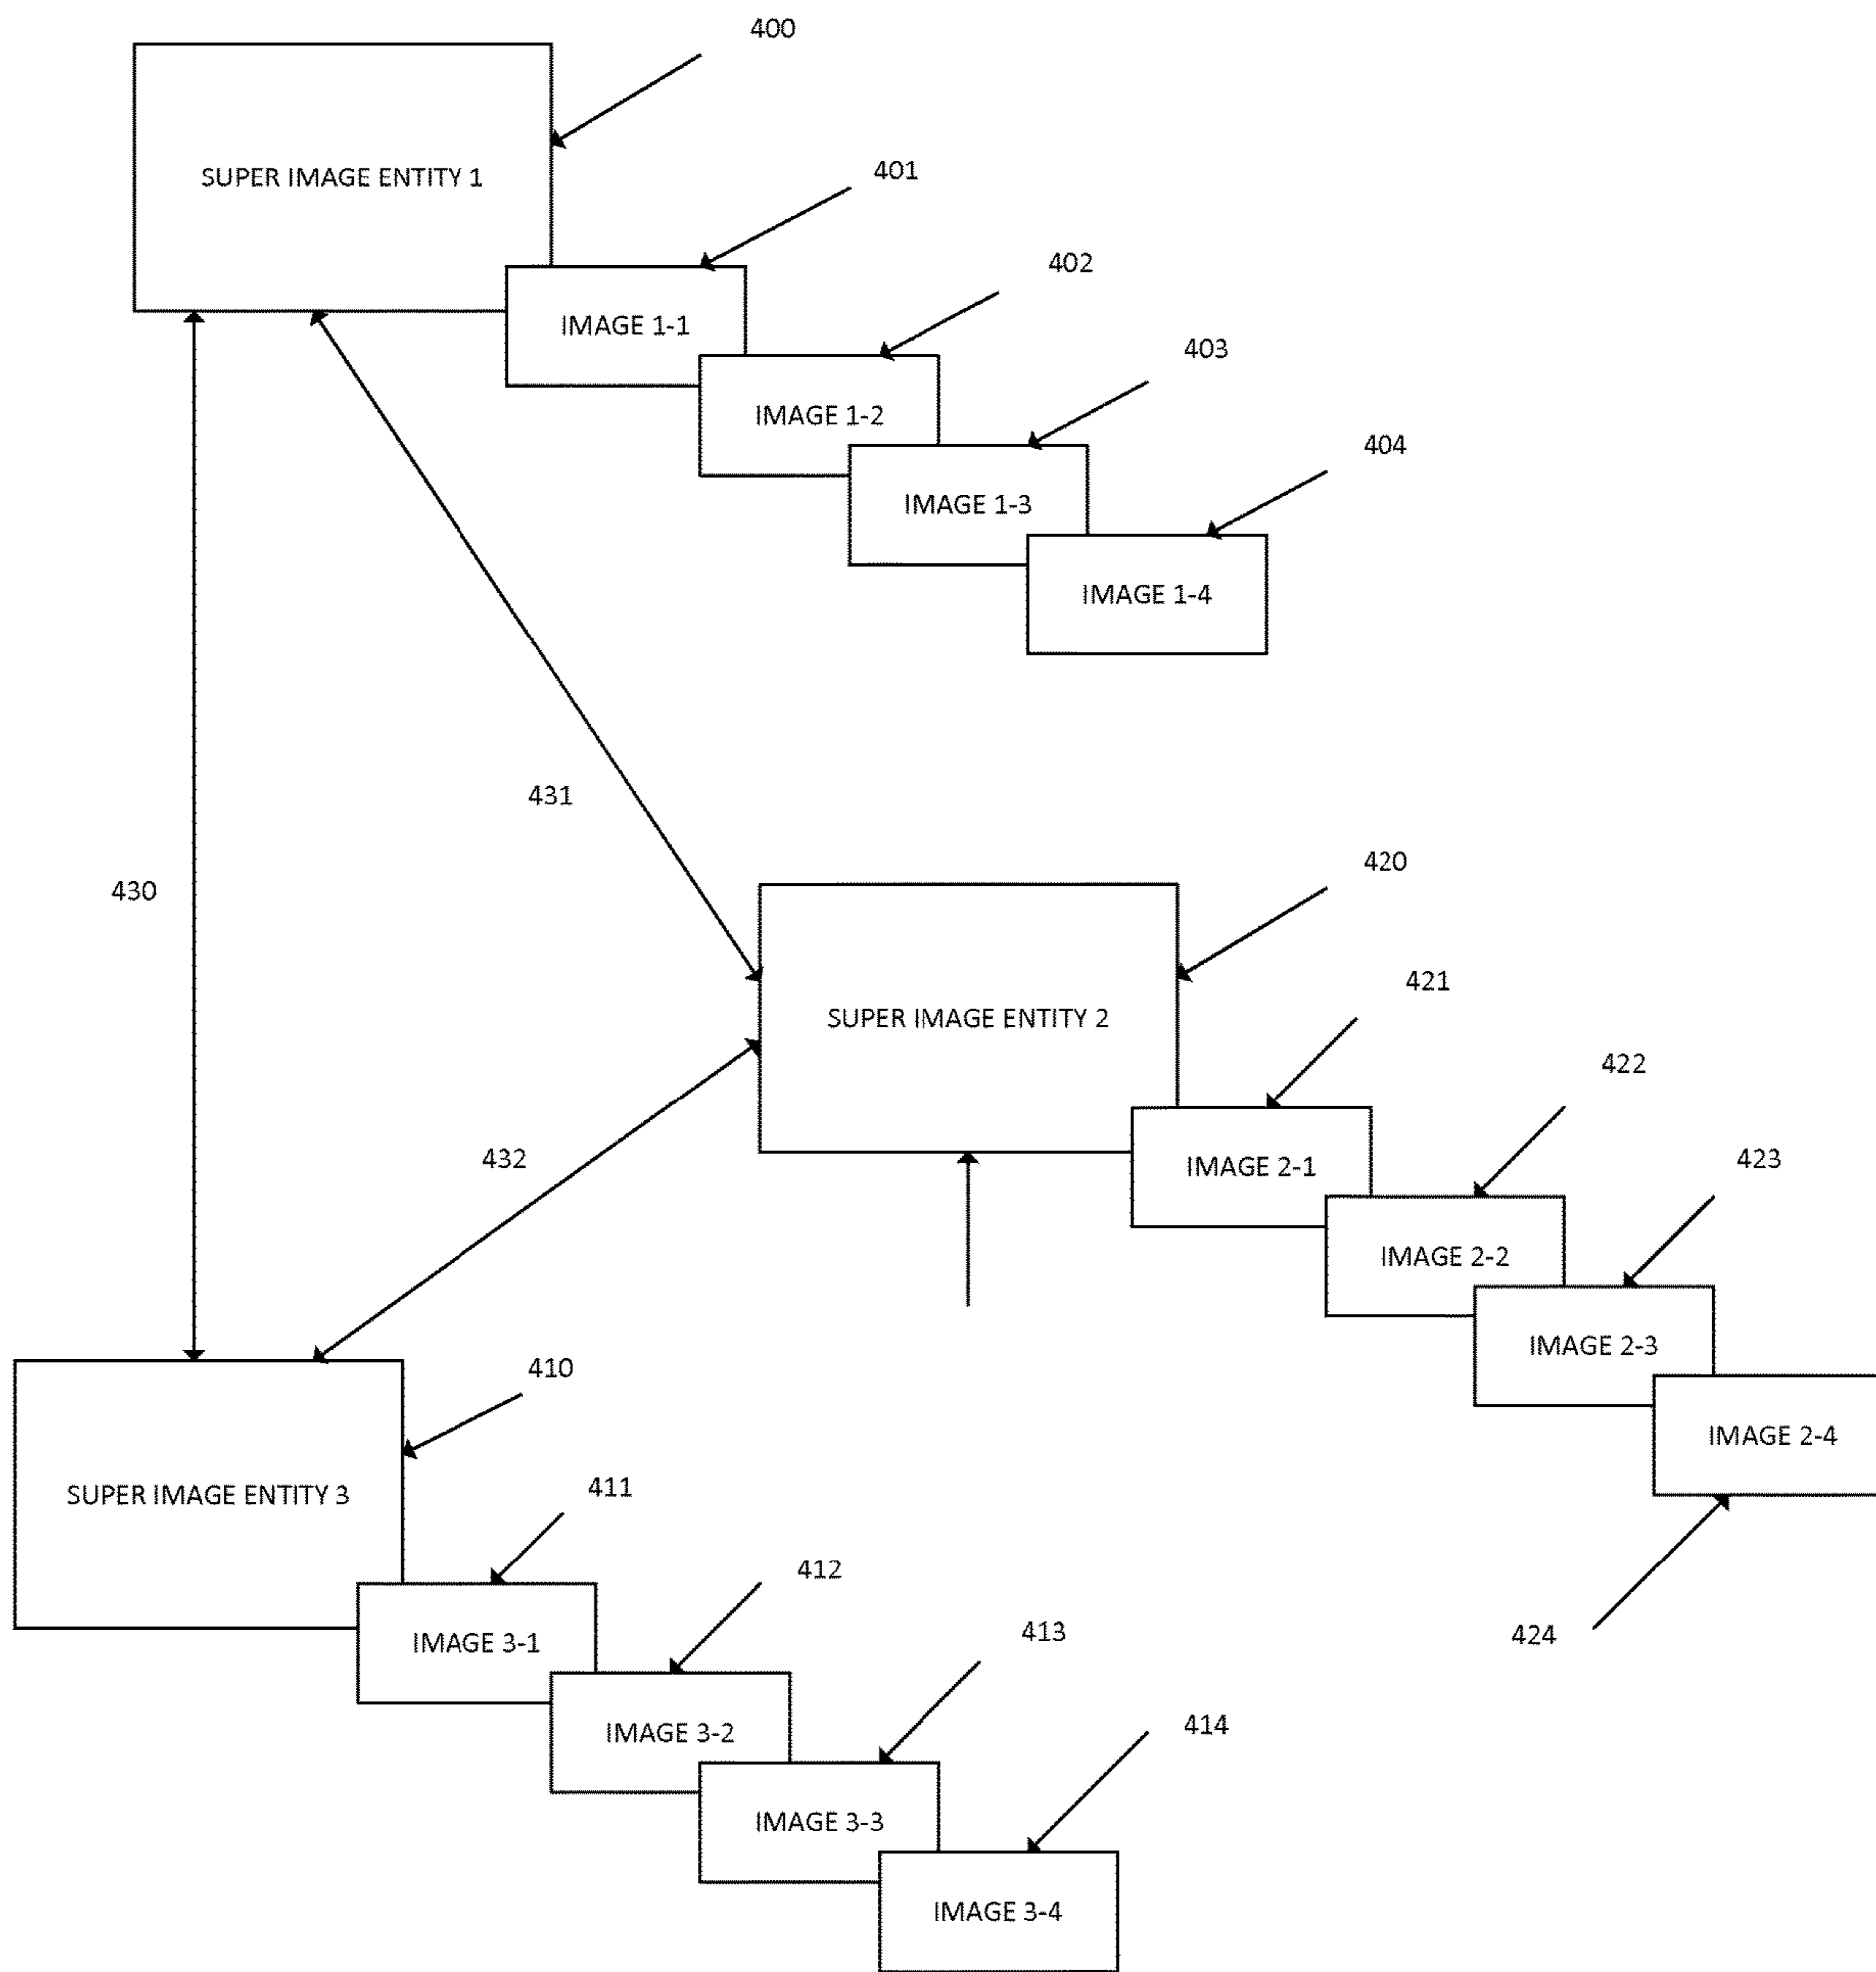 400
SUPER IMAGE ENTITY 1
401
IMAGE 1-1
402
IMAGE 1-2
403
IMAGE 1-3
404
IMAGE 1-4
431
430
420
SUPER IMAGE ENTITY 2
421
IMAGE 2-1
422
IMAGE 2-2
423
IMAGE 2-3
IMAGE 2-4
424
432
410
SUPER IMAGE ENTITY 3
411
IMAGE 3-1
412
IMAGE 3-2
413
IMAGE 3-3
414
IMAGE 3-4